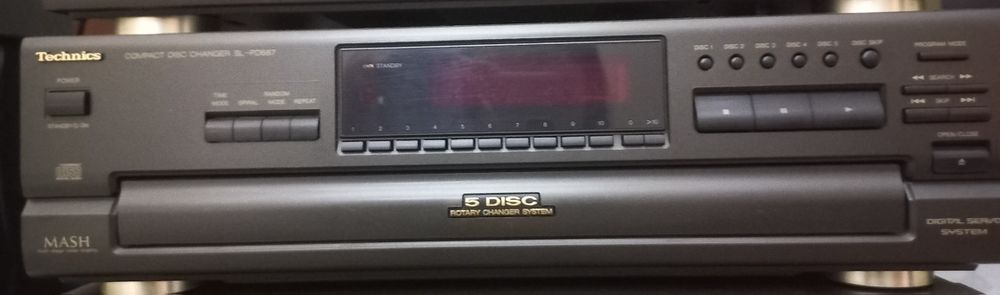 Technics
COMPACT DISC CHANGER SL-PD687
POWER
STANDBY ON
TIME MODE
SPIRAL
RANDOM MODE
REPEAT
STANDBY
1 2 3 4 5 6 7 8 9 10 0 >10
DISC 1 DISC 2 DISC 3 DISC 4 DISC 5 DISC SKIP
PROGRAM MODE
SEARCH
SKIP
OPEN/CLOSE
5 DISC
ROTARY CHANGER SYSTEM
MASH
DIGITAL SERVO
SYSTEM